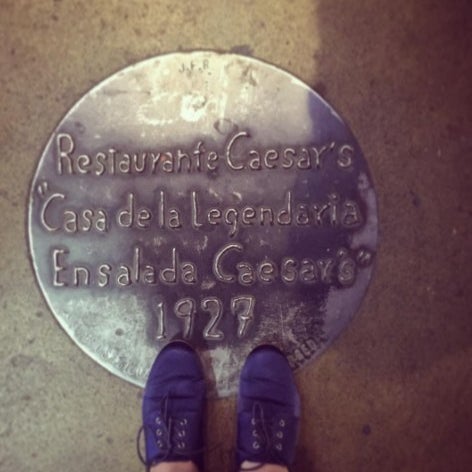 J.F.R.
Restaurante Caesar's
"Casa de la Legendaria
Ensalada Caesar's"
1927